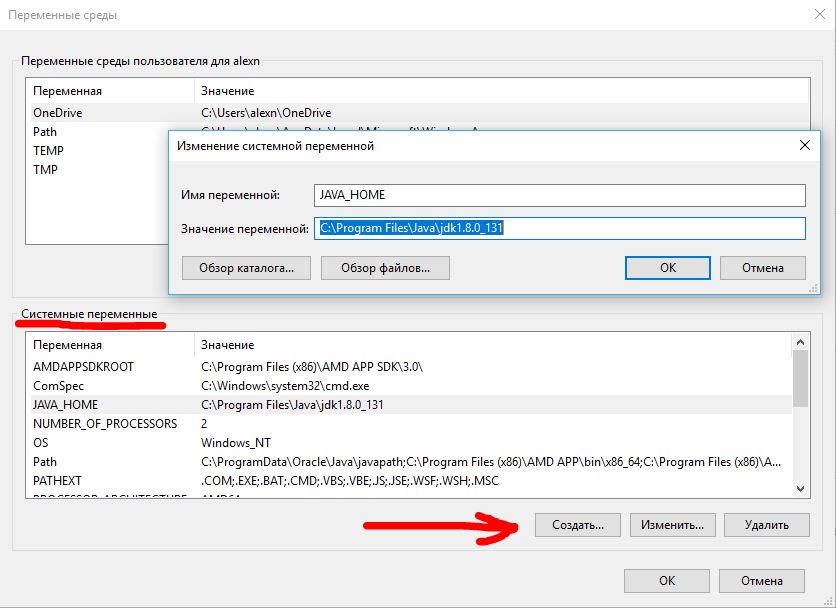 Переменные среды
Переменные среды пользователя для alexn
Переменная Значение
OneDrive C:\Users\alexn\OneDrive
Path
TEMP
TMP
Изменение системной переменной
Имя переменной: JAVA_HOME
Значение переменной: C:\Program Files\Java\jdk1.8.0_131
Обзор каталога... Обзор файлов... OK Отмена
Системные переменные
Переменная Значение
AMDAPPSDKROOT C:\Program Files (x86)\AMD APP SDK\3.0\
ComSpec C:\Windows\system32\cmd.exe
JAVA_HOME C:\Program Files\Java\jdk1.8.0_131
NUMBER_OF_PROCESSORS 2
OS Windows_NT
Path C:\ProgramData\Oracle\Java\javapath;C:\Program Files (x86)\AMD APP\bin\x86_64;C:\Program Files (x86)\A...
PATHEXT .COM;.EXE;.BAT;.CMD;.VBS;.VBE;.JS;.JSE;.WSF;.WSH;.MSC
PROCESSOR_ARCHITECTURE AMD64
Создать... Изменить... Удалить
OK Отмена